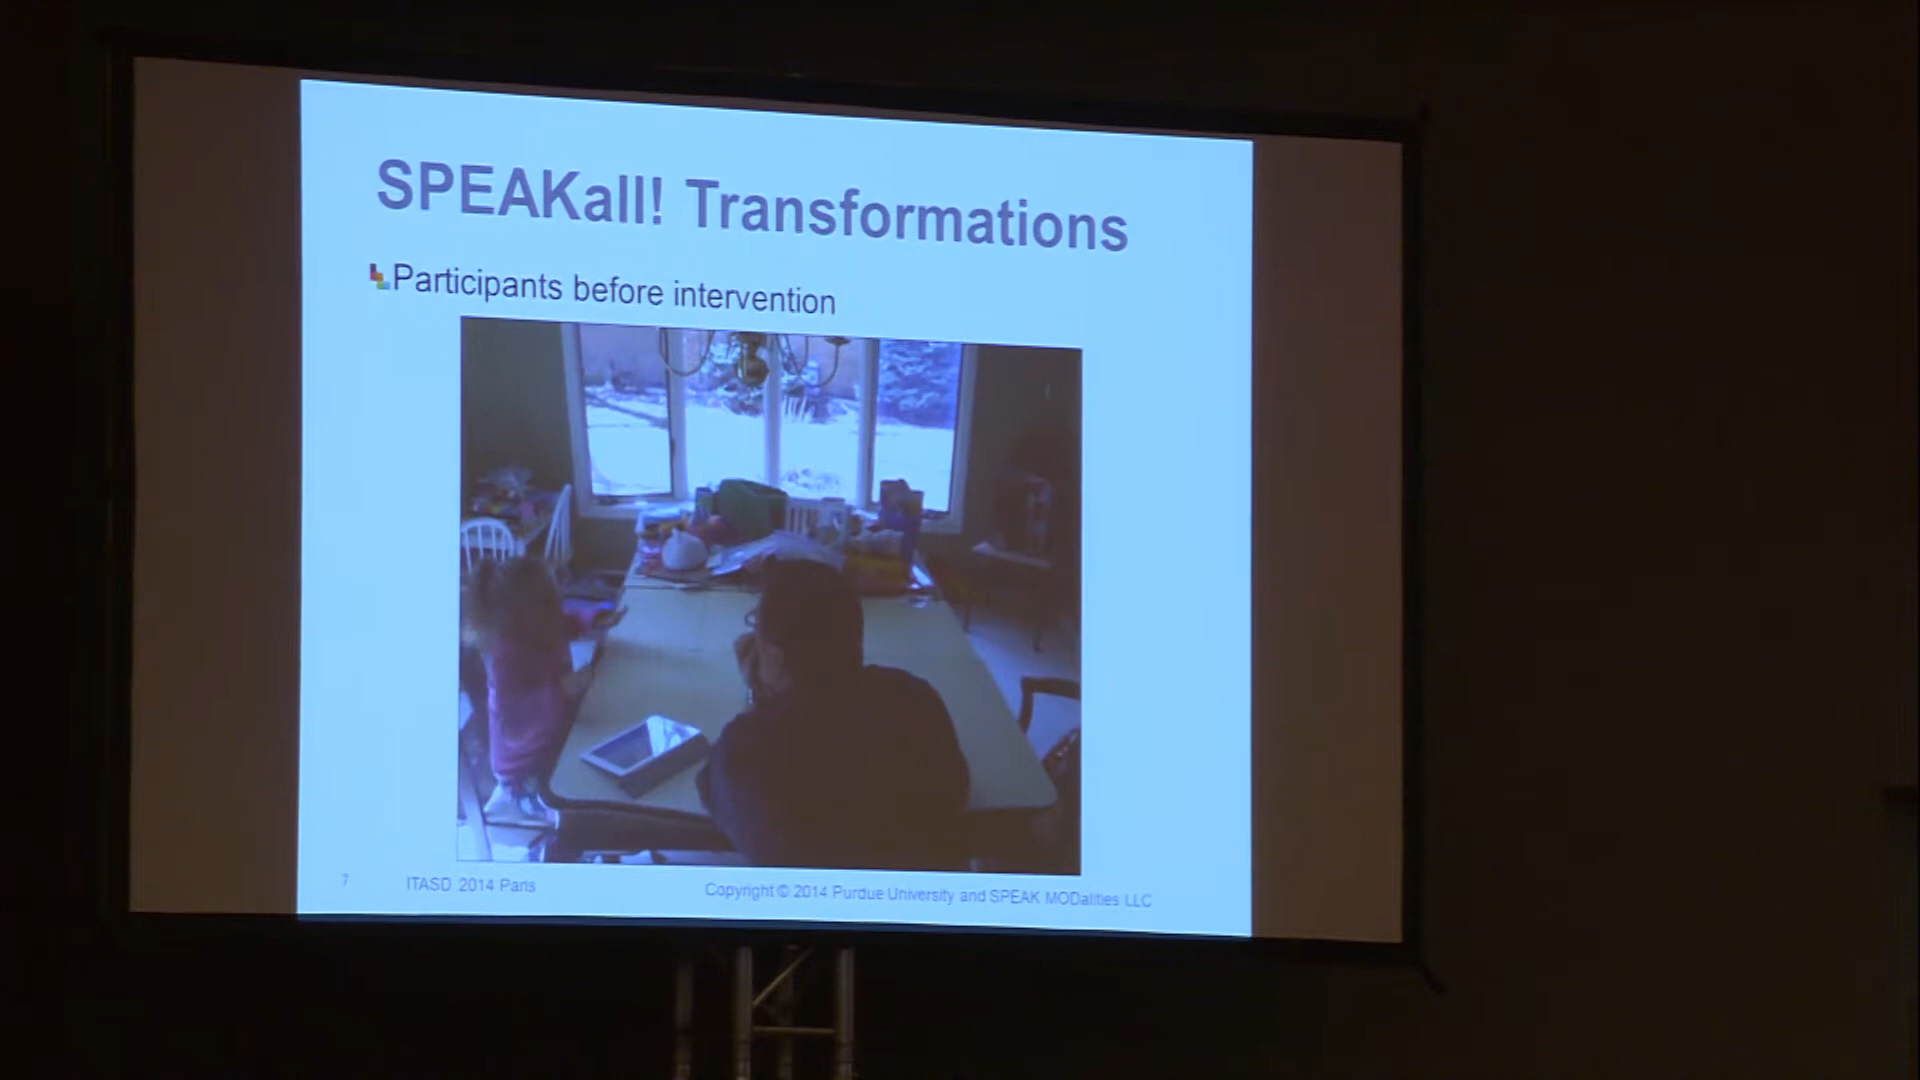 SPEAKall! Transformations
Participants before intervention
7 ITASD 2014 Paris Copyright © 2014 Purdue University and SPEAK MODalities LLC